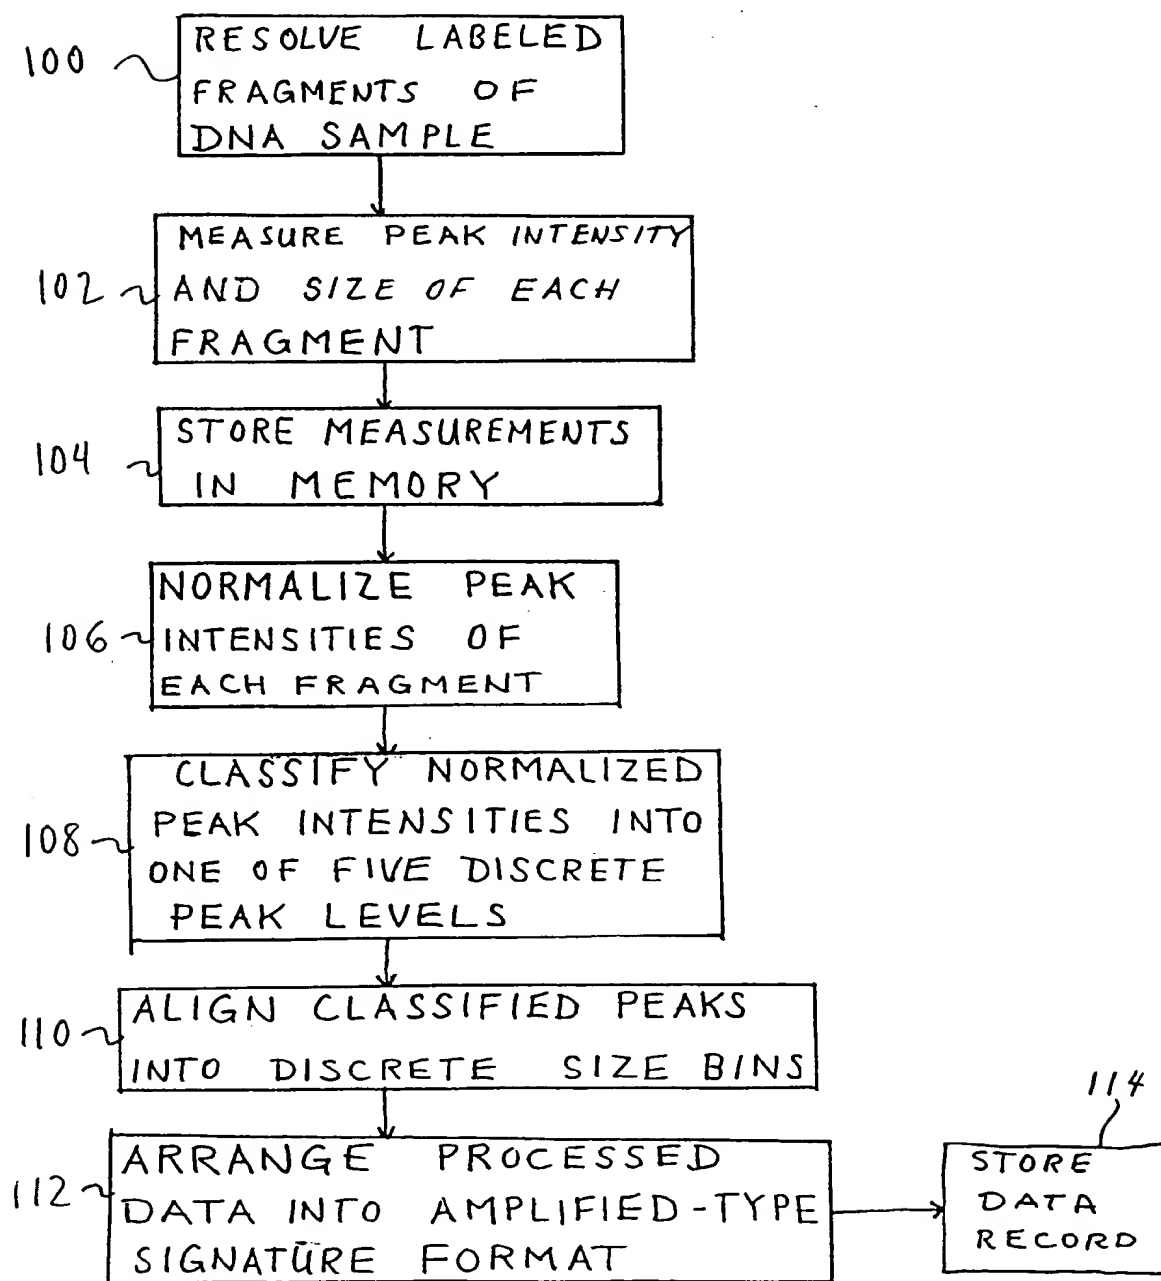 100
RESOLVE LABELED
FRAGMENTS OF
DNA SAMPLE
102
MEASURE PEAK INTENSITY
AND SIZE OF EACH
FRAGMENT
104
STORE MEASUREMENTS
IN MEMORY
106
NORMALIZE PEAK
INTENSITIES OF
EACH FRAGMENT
108
CLASSIFY NORMALIZED
PEAK INTENSITIES INTO
ONE OF FIVE DISCRETE
PEAK LEVELS
110
ALIGN CLASSIFIED PEAKS
INTO DISCRETE SIZE BINS
112
ARRANGE PROCESSED
DATA INTO AMPLIFIED-TYPE
SIGNATURE FORMAT
114
STORE
DATA
RECORD